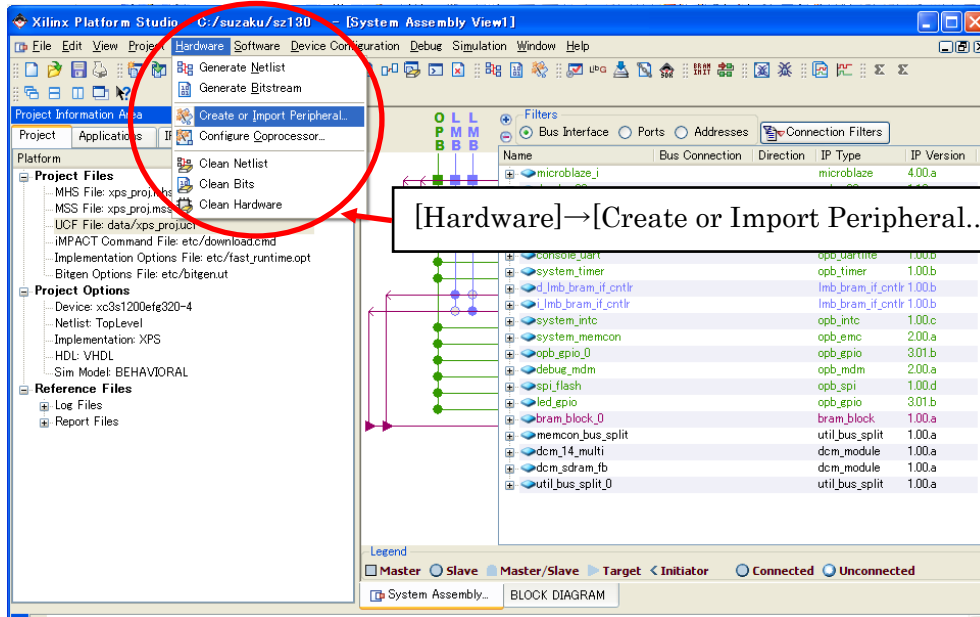 Xilinx Platform Studio - C:/suzaku/sz130 - [System Assembly View1]
File Edit View Project Hardware Software Device Configuration Debug Simulation Window Help
Generate Netlist
Generate Bitstream
Create or Import Peripheral...
Configure Coprocessor...
Clean Netlist
Clean Bits
Clean Hardware
Project Information Area
Project Applications
Platform
Project Files
MHS File: xps_proj.mhs
MSS File: xps_proj.mss
UCF File: data/xps_proj.ucf
iMPACT Command File: etc/download.cmd
Implementation Options File: etc/fast_runtime.opt
Bitgen Options File: etc/bitgen.ut
Project Options
Device: xc3s1200efg320-4
Netlist: TopLevel
Implementation: XPS
HDL: VHDL
Sim Model: BEHAVIORAL
Reference Files
Log Files
Report Files
O L L
P M M
B B B
Filters
Bus Interface Ports Addresses Connection Filters
Name Bus Connection Direction IP Type IP Version
microblaze_i microblaze 4.00.a
[Hardware]→[Create or Import Peripheral..
console_uart opb_uartlite 1.00.b
system_timer opb_timer 1.00.b
d_lmb_bram_if_cntlr lmb_bram_if_cntlr 1.00.b
i_lmb_bram_if_cntlr lmb_bram_if_cntlr 1.00.b
system_intc opb_intc 1.00.c
system_memcon opb_emc 2.00.a
opb_gpio_0 opb_gpio 3.01.b
debug_mdm opb_mdm 2.00.a
spi_flash opb_spi 1.00.d
led_gpio opb_gpio 3.01.b
bram_block_0 bram_block 1.00.a
memcon_bus_split util_bus_split 1.00.a
dcm_14_multi dcm_module 1.00.a
dcm_sdram_fb dcm_module 1.00.a
util_bus_split_0 util_bus_split 1.00.a
Legend
Master Slave Master/Slave Target Initiator Connected Unconnected
System Assembly... BLOCK DIAGRAM